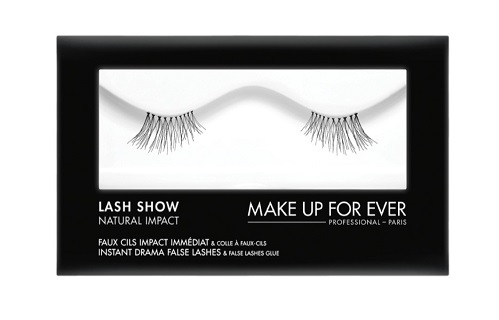 LASH SHOW
NATURAL IMPACT
MAKE UP FOR EVER
PROFESSIONAL – PARIS
FAUX CILS IMPACT IMMÉDIAT & COLLE À FAUX-CILS
INSTANT DRAMA FALSE LASHES & FALSE LASHES GLUE